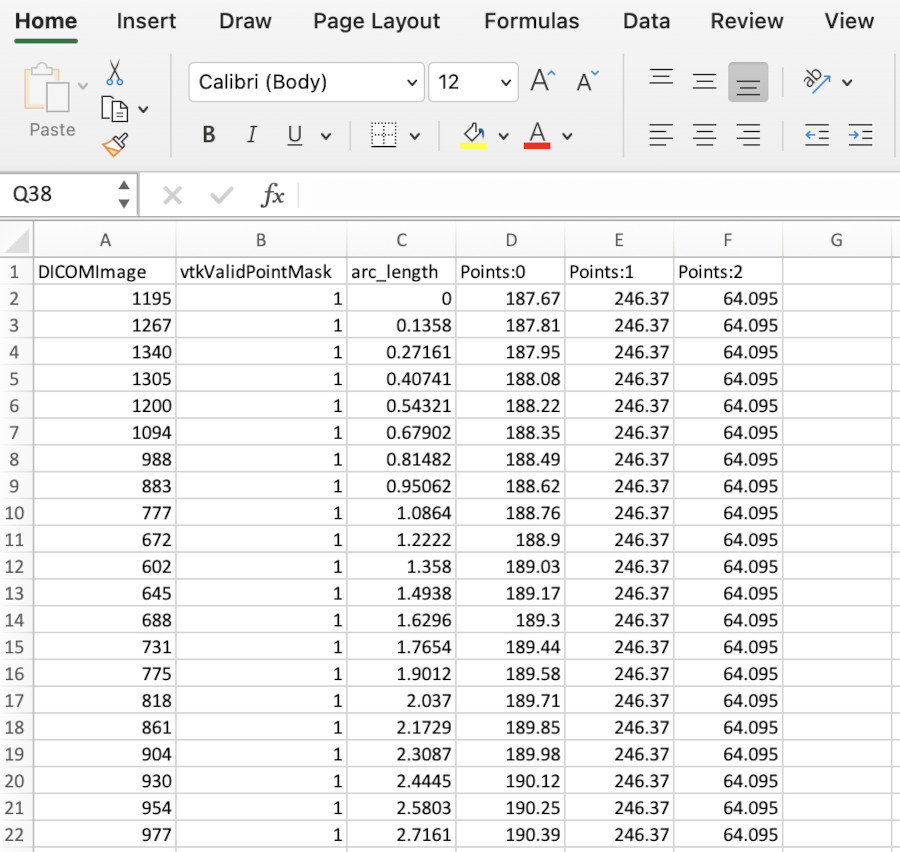 Home Insert Draw Page Layout Formulas Data Review View
Calibri (Body) 12 A A ab
Paste B I U A
Q38 fx
A B C D E F G
1 DICOMImage vtkValidPointMask arc_length Points:0 Points:1 Points:2
2 1195 1 0 187.67 246.37 64.095
3 1267 1 0.1358 187.81 246.37 64.095
4 1340 1 0.27161 187.95 246.37 64.095
5 1305 1 0.40741 188.08 246.37 64.095
6 1200 1 0.54321 188.22 246.37 64.095
7 1094 1 0.67902 188.35 246.37 64.095
8 988 1 0.81482 188.49 246.37 64.095
9 883 1 0.95062 188.62 246.37 64.095
10 777 1 1.0864 188.76 246.37 64.095
11 672 1 1.2222 188.9 246.37 64.095
12 602 1 1.358 189.03 246.37 64.095
13 645 1 1.4938 189.17 246.37 64.095
14 688 1 1.6296 189.3 246.37 64.095
15 731 1 1.7654 189.44 246.37 64.095
16 775 1 1.9012 189.58 246.37 64.095
17 818 1 2.037 189.71 246.37 64.095
18 861 1 2.1729 189.85 246.37 64.095
19 904 1 2.3087 189.98 246.37 64.095
20 930 1 2.4445 190.12 246.37 64.095
21 954 1 2.5803 190.25 246.37 64.095
22 977 1 2.7161 190.39 246.37 64.095